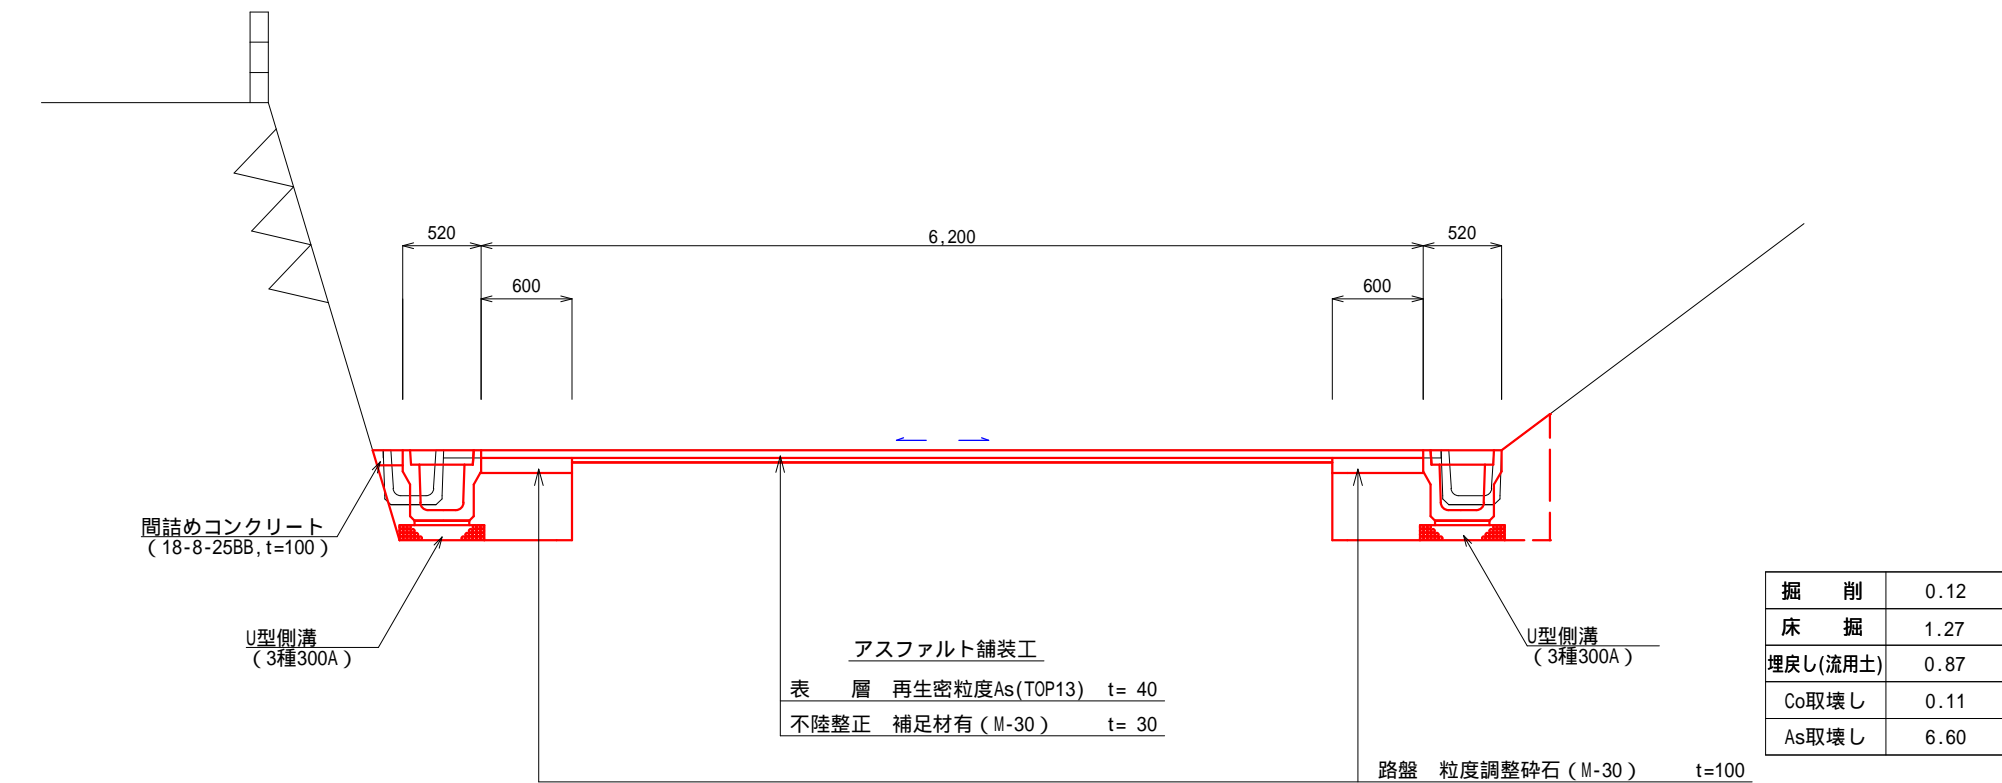 520
6,200
520
600
600
間詰めコンクリート
(18-8-25BB,t=100)
U型側溝
(3種300A)
アスファルト舗装工
表　層　再生密粒度As(TOP13)　t= 40
不陸整正　補足材有(M-30)　t= 30
U型側溝
(3種300A)
路盤　粒度調整砕石(M-30)　t=100
掘　削　0.12
床　掘　1.27
埋戻し(流用土)　0.87
Co取壊し　0.11
As取壊し　6.60